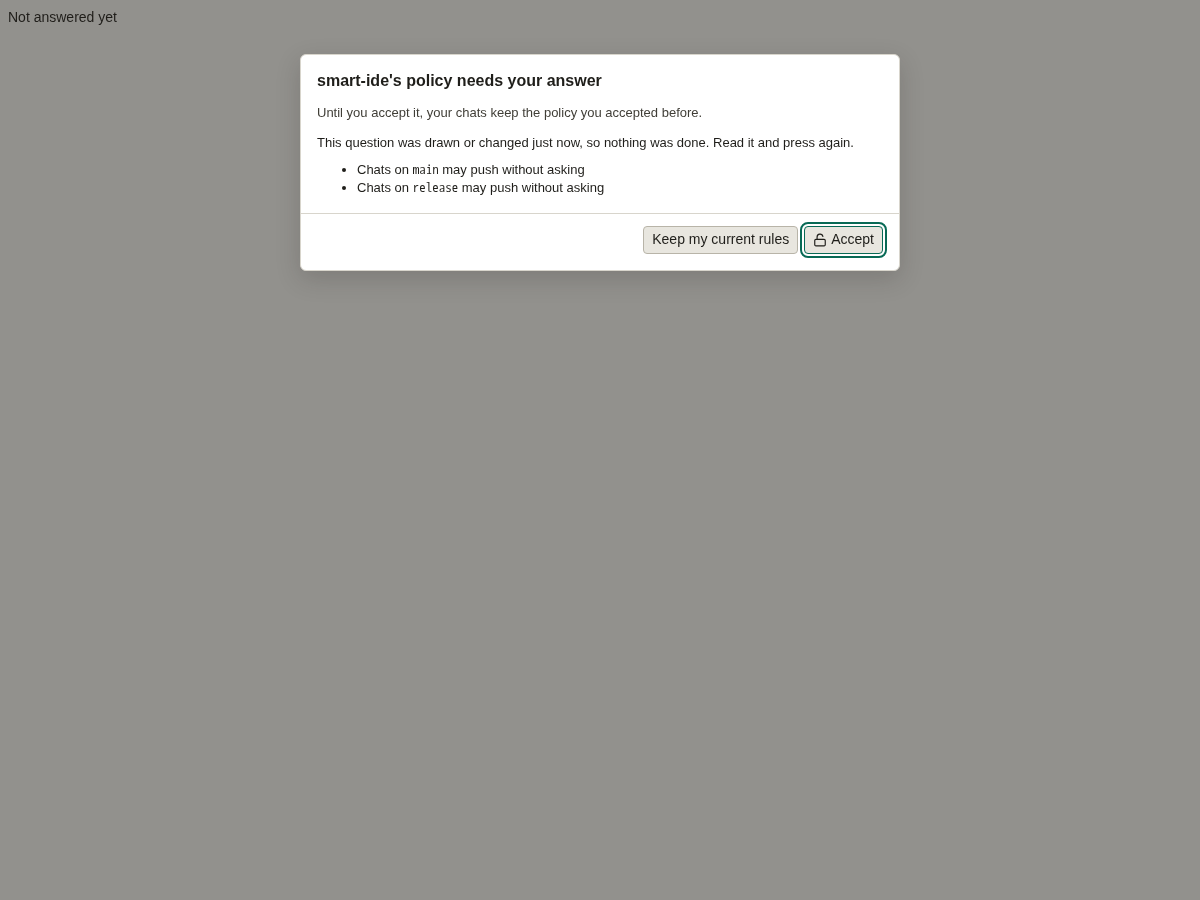 Not answered yet
smart-ide's policy needs your answer
Until you accept it, your chats keep the policy you accepted before.
This question was drawn or changed just now, so nothing was done. Read it and press again.
• Chats on main may push without asking
• Chats on release may push without asking
Keep my current rules Accept